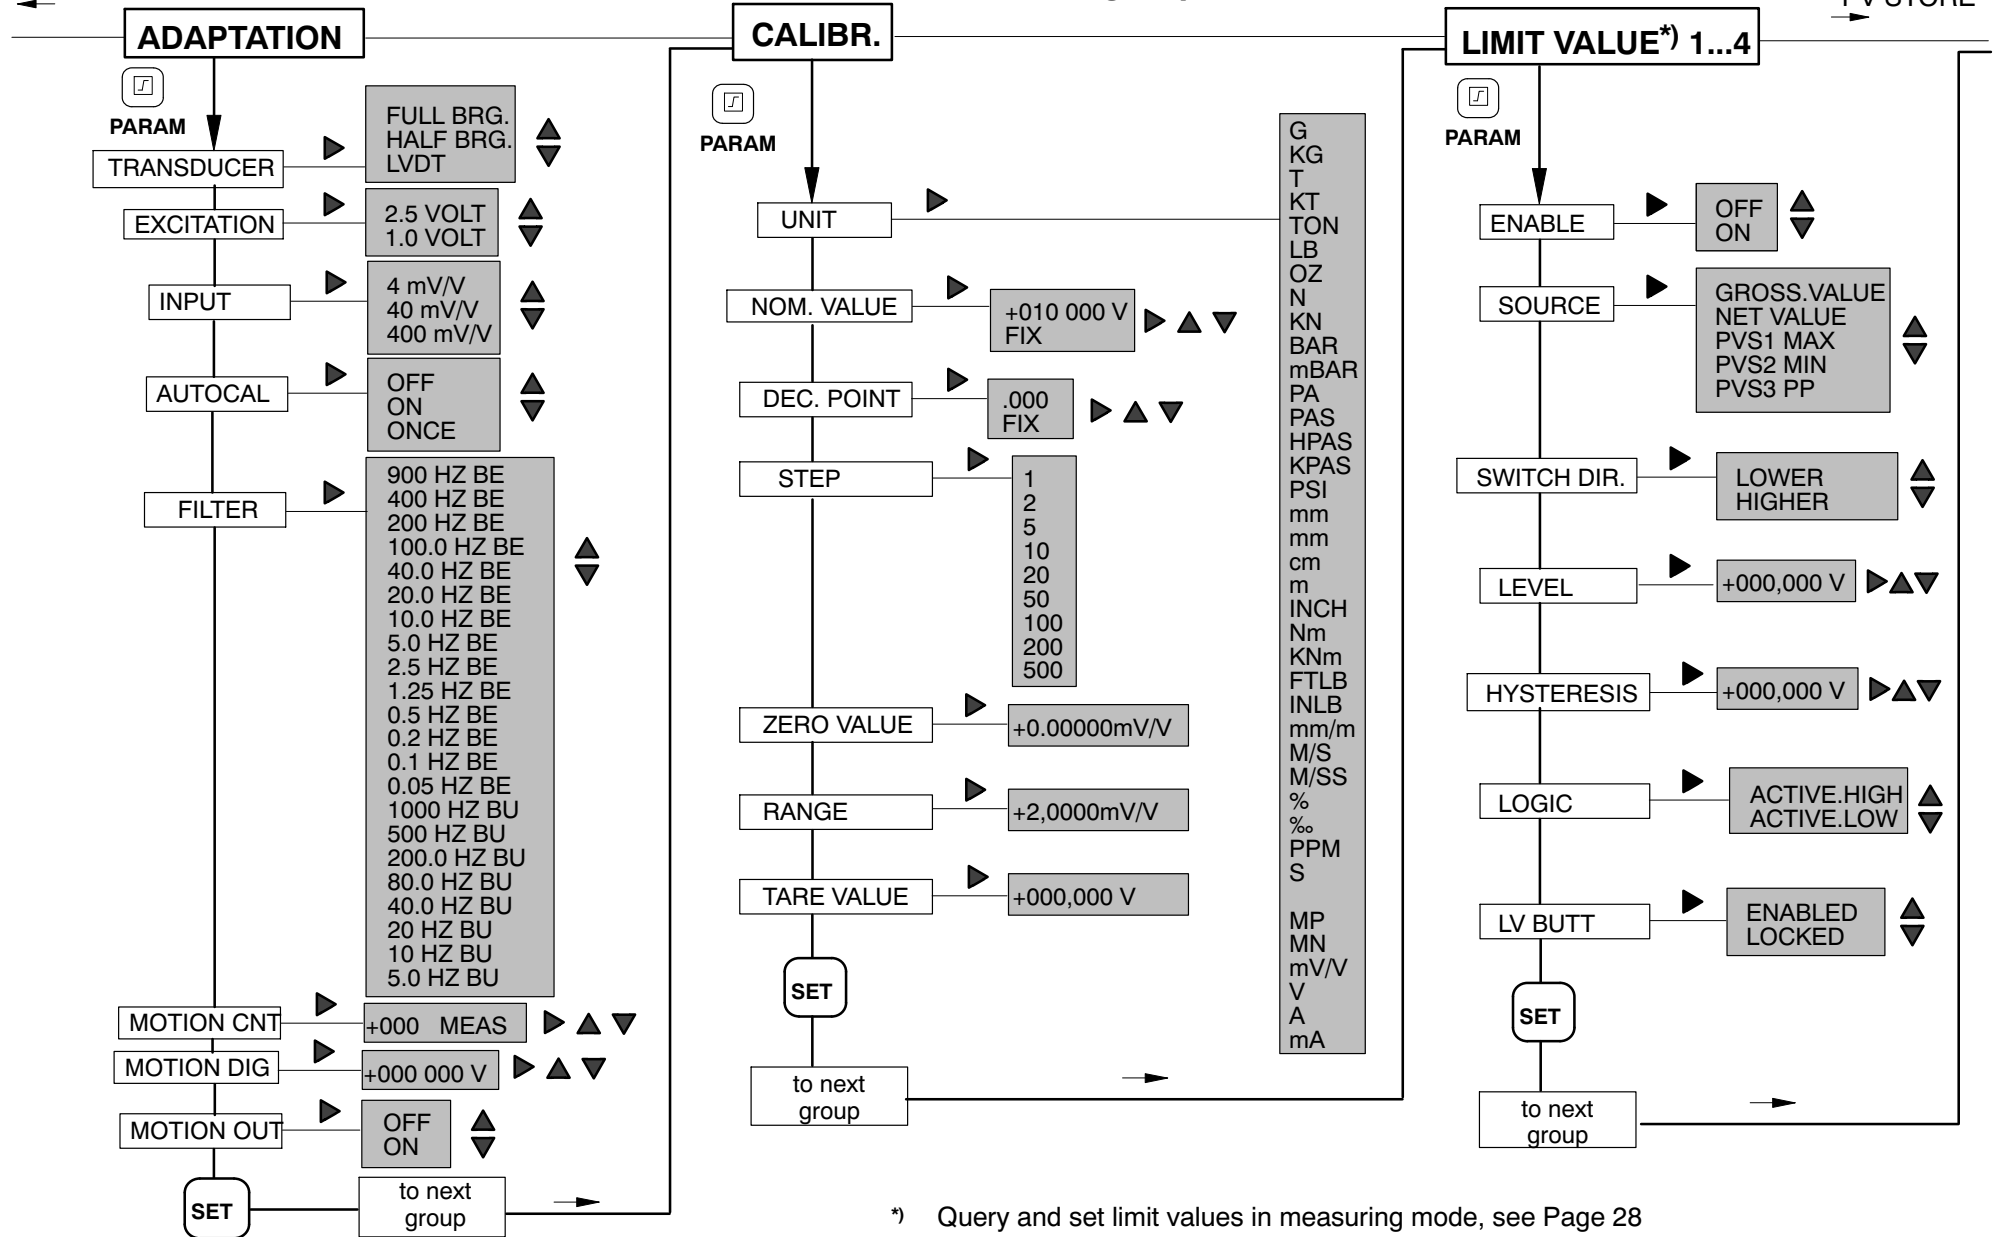 ADAPTATION
PARAM
TRANSDUCER
FULL BRG.
HALF BRG.
LVDT
EXCITATION
2.5 VOLT
1.0 VOLT
INPUT
4 mV/V
40 mV/V
400 mV/V
AUTOCAL
OFF
ON
ONCE
FILTER
900 HZ BE
400 HZ BE
200 HZ BE
100.0 HZ BE
40.0 HZ BE
20.0 HZ BE
10.0 HZ BE
5.0 HZ BE
2.5 HZ BE
1.25 HZ BE
0.5 HZ BE
0.2 HZ BE
0.1 HZ BE
0.05 HZ BE
1000 HZ BU
500 HZ BU
200.0 HZ BU
80.0 HZ BU
40.0 HZ BU
20 HZ BU
10 HZ BU
5.0 HZ BU
MOTION CNT
+000 MEAS
MOTION DIG
+000 000 V
MOTION OUT
OFF
ON
SET
to next
group
CALIBR.
PARAM
UNIT
G
KG
T
KT
TON
LB
OZ
N
KN
BAR
mBAR
PA
PAS
HPAS
KPAS
PSI
mm
mm
cm
m
INCH
Nm
KNm
FTLB
INLB
mm/m
M/S
M/SS
%
‰
PPM
S
MP
MN
mV/V
V
A
mA
NOM. VALUE
+010 000 V
FIX
DEC. POINT
.000
FIX
STEP
1
2
5
10
20
50
100
200
500
ZERO VALUE
+0.00000mV/V
RANGE
+2,0000mV/V
TARE VALUE
+000,000 V
SET
to next
group
LIMIT VALUE*) 1...4
PARAM
ENABLE
OFF
ON
SOURCE
GROSS.VALUE
NET VALUE
PVS1 MAX
PVS2 MIN
PVS3 PP
SWITCH DIR.
LOWER
HIGHER
LEVEL
+000,000 V
HYSTERESIS
+000,000 V
LOGIC
ACTIVE.HIGH
ACTIVE.LOW
LV BUTT
ENABLED
LOCKED
SET
to next
group
*) Query and set limit values in measuring mode, see Page 28